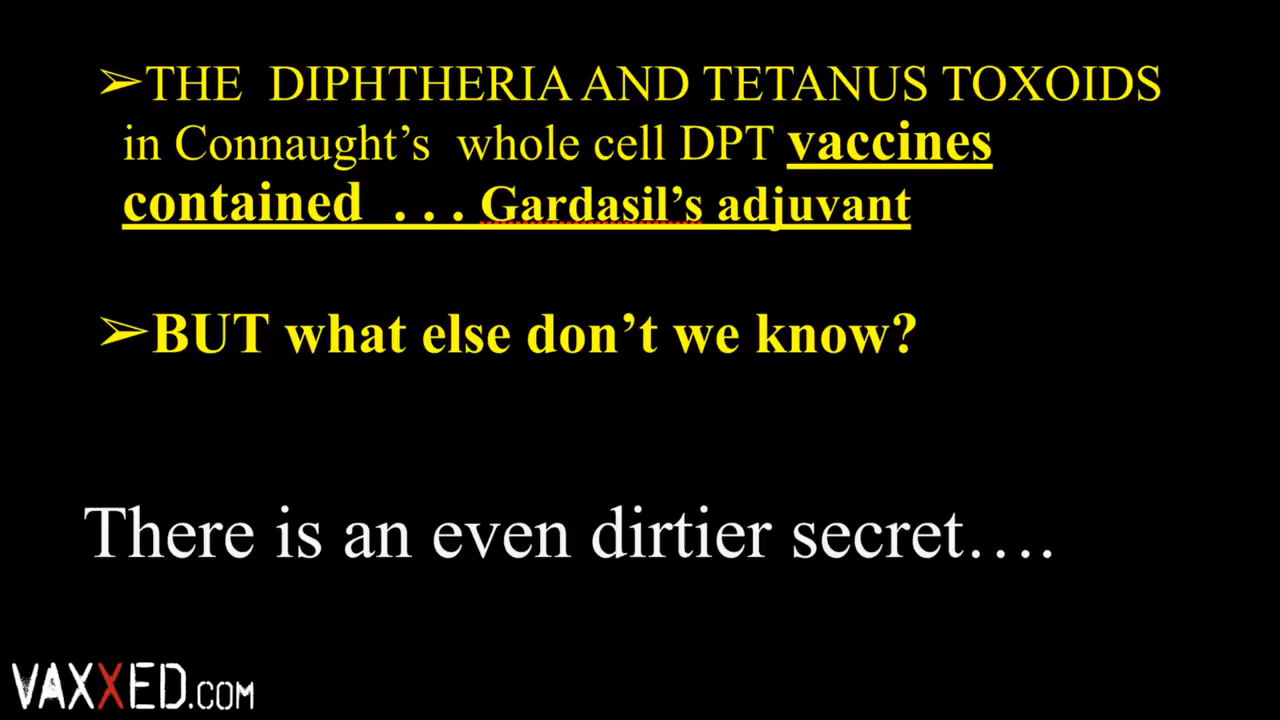 ➢THE DIPHTHERIA AND TETANUS TOXOIDS
in Connaught’s whole cell DPT vaccines
contained . . . Gardasil’s adjuvant
➢BUT what else don’t we know?
There is an even dirtier secret….
VAXXED.COM